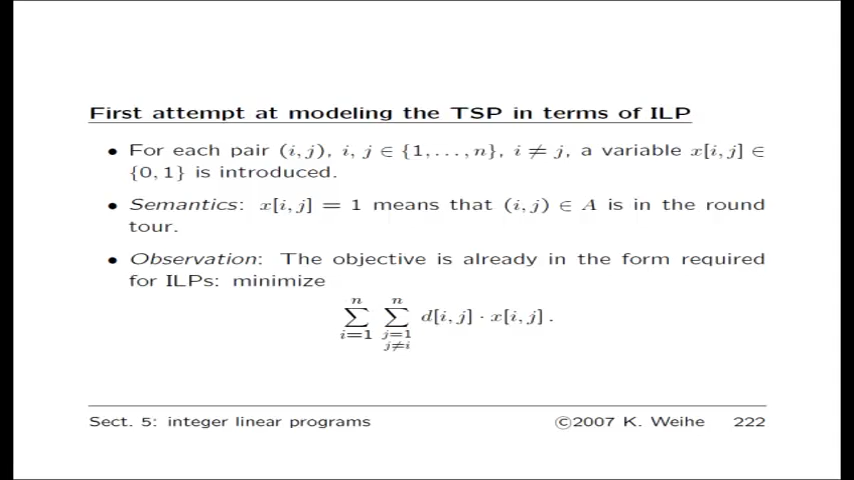 First attempt at modeling the TSP in terms of ILP
• For each pair (i, j), i, j ∈ {1, . . . , n}, i ≠ j, a variable x[i, j] ∈
{0, 1} is introduced.
• Semantics: x[i, j] = 1 means that (i, j) ∈ A is in the round
tour.
• Observation: The objective is already in the form required
for ILPs: minimize
n n
∑ ∑ d[i, j] · x[i, j] .
i=1 j=1
j≠i
Sect. 5: integer linear programs ©2007 K. Weihe 222